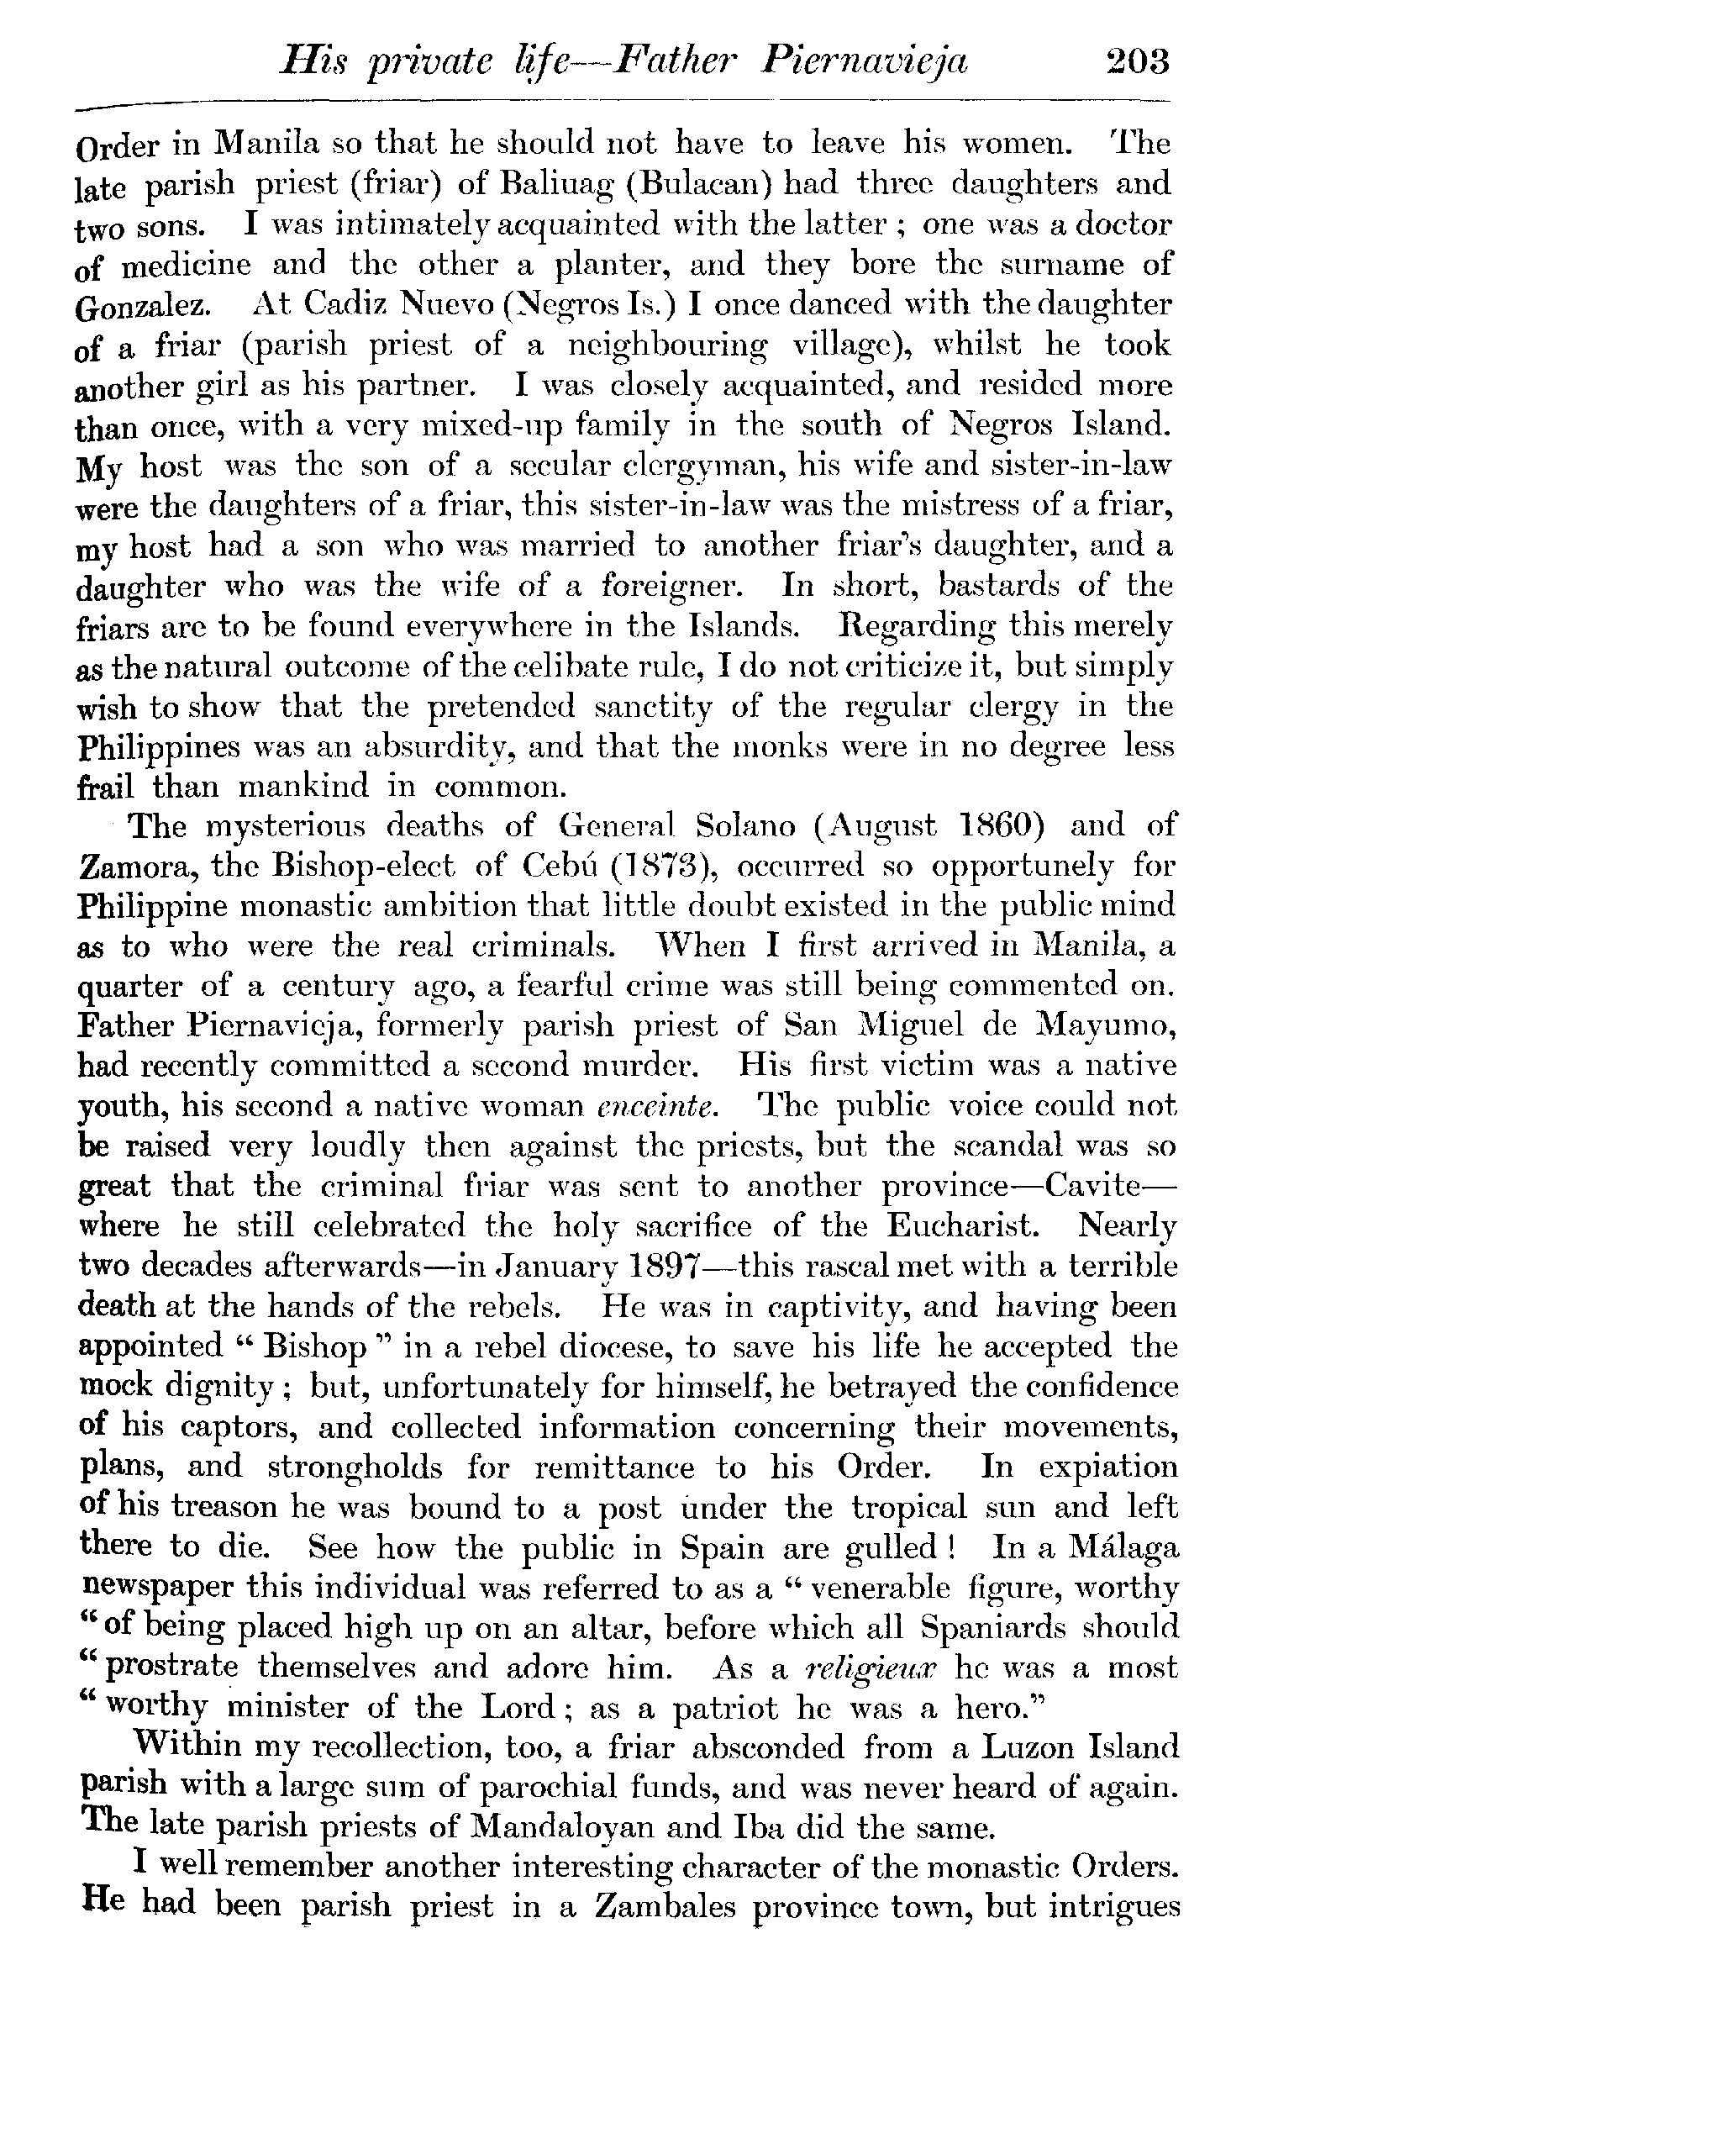 His private life—Father Piernavieja 203
Order in Manila so that he should not have to leave his women. The
late parish priest (friar) of Baliuag (Bulacan) had three daughters and
two sons. I was intimately acquainted with the latter ; one was a doctor
of medicine and the other a planter, and they bore the surname of
Gonzalez. At Cadiz Nuevo (Negros Is.) I once danced with the daughter
of a friar (parish priest of a neighbouring village), whilst he took
another girl as his partner. I was closely acquainted, and resided more
than once, with a very mixed-up family in the south of Negros Island.
My host was the son of a secular clergyman, his wife and sister-in-law
were the daughters of a friar, this sister-in-law was the mistress of a friar,
my host had a son who was married to another friar's daughter, and a
daughter who was the wife of a foreigner. In short, bastards of the
friars are to be found everywhere in the Islands. Regarding this merely
as the natural outcome of the celibate rule, I do not criticize it, but simply
wish to show that the pretended sanctity of the regular clergy in the
Philippines was an absurdity, and that the monks were in no degree less
frail than mankind in common.
The mysterious deaths of General Solano (August 1860) and of
Zamora, the Bishop-elect of Cebú (1873), occurred so opportunely for
Philippine monastic ambition that little doubt existed in the public mind
as to who were the real criminals. When I first arrived in Manila, a
quarter of a century ago, a fearful crime was still being commented on.
Father Piernavieja, formerly parish priest of San Miguel de Mayumo,
had recently committed a second murder. His first victim was a native
youth, his second a native woman enceinte. The public voice could not
be raised very loudly then against the priests, but the scandal was so
great that the criminal friar was sent to another province—Cavite—
where he still celebrated the holy sacrifice of the Eucharist. Nearly
two decades afterwards—in January 1897—this rascal met with a terrible
death at the hands of the rebels. He was in captivity, and having been
appointed “ Bishop ” in a rebel diocese, to save his life he accepted the
mock dignity ; but, unfortunately for himself, he betrayed the confidence
of his captors, and collected information concerning their movements,
plans, and strongholds for remittance to his Order. In expiation
of his treason he was bound to a post under the tropical sun and left
there to die. See how the public in Spain are gulled ! In a Málaga
newspaper this individual was referred to as a “ venerable figure, worthy
“ of being placed high up on an altar, before which all Spaniards should
“ prostrate themselves and adore him. As a religieux he was a most
“ worthy minister of the Lord ; as a patriot he was a hero.”
Within my recollection, too, a friar absconded from a Luzon Island
parish with a large sum of parochial funds, and was never heard of again.
The late parish priests of Mandaloyan and Iba did the same.
I well remember another interesting character of the monastic Orders.
He had been parish priest in a Zambales province town, but intrigues